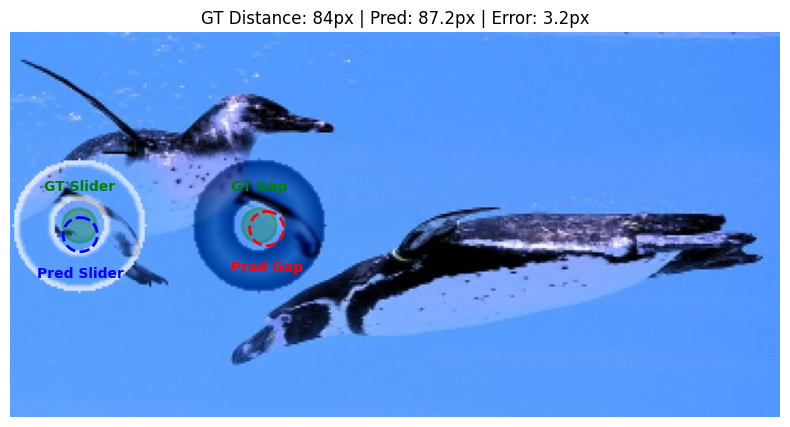 GT Distance: 84px | Pred: 87.2px | Error: 3.2px
GT Slider
GT Gap
Pred Slider
Pred Gap